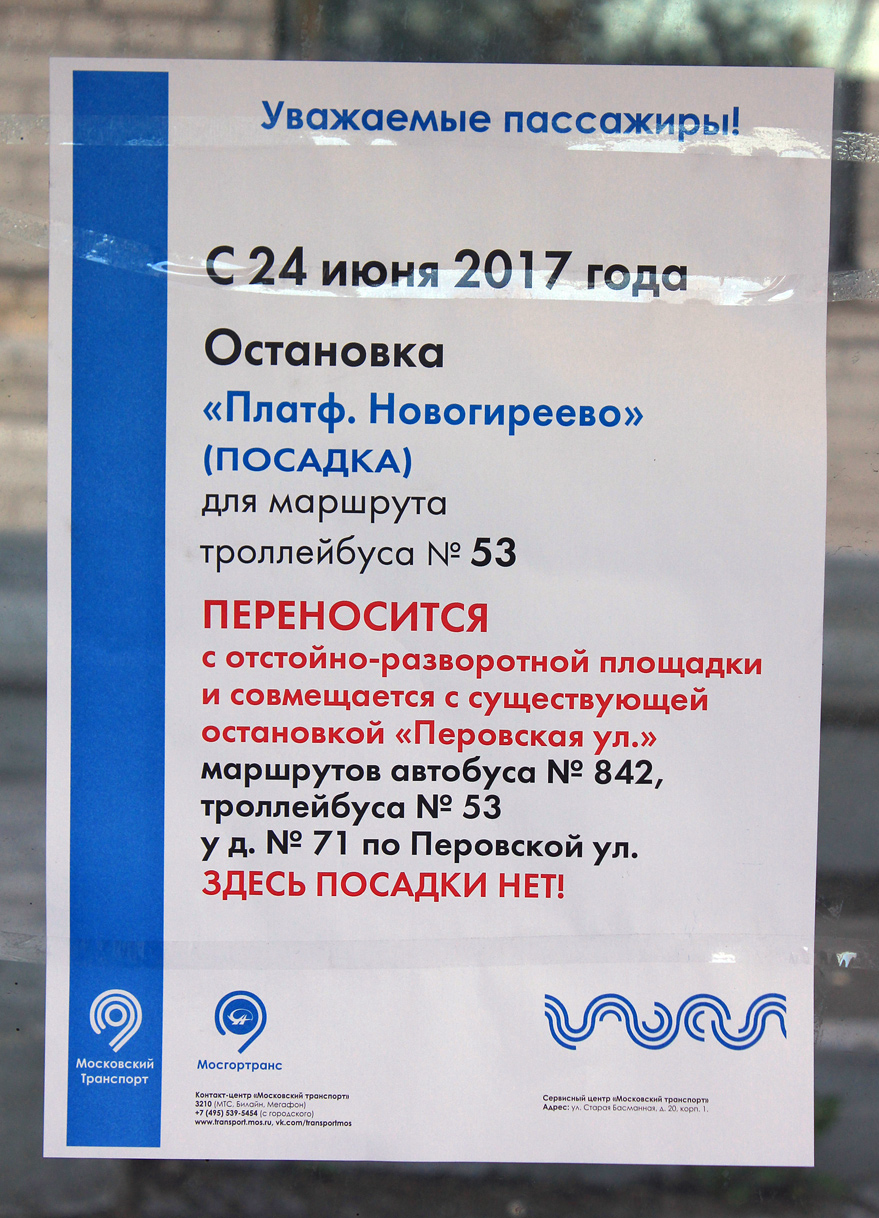 Уважаемые пассажиры!
С 24 июня 2017 года
Остановка
«Платф. Новогиреево»
(ПОСАДКА)
для маршрута
троллейбуса № 53
ПЕРЕНОСИТСЯ
с отстойно-разворотной площадки
и совмещается с существующей
остановкой «Перовская ул.»
маршрутов автобуса № 842,
троллейбуса № 53
у д. № 71 по Перовской ул.
ЗДЕСЬ ПОСАДКИ НЕТ!
Московский
Транспорт
Мосгортранс
Контакт-центр «Московский транспорт»
3210 (МТС, Билайн, Мегафон)
+7 (495) 539-5454 (с городского)
www.transport.mos.ru, vk.com/transportmos
Сервисный центр «Московский транспорт»
Адрес: ул. Старая Басманная, д. 20, корп. 1.